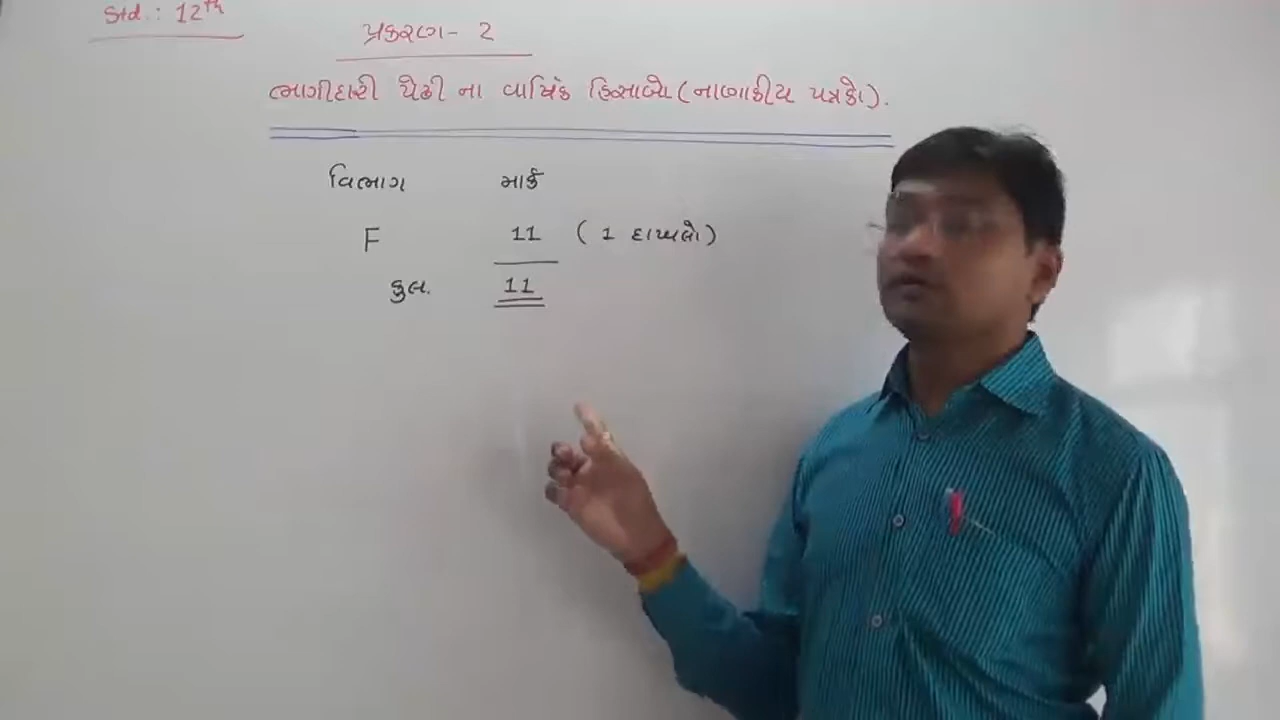 Std. : 12th
પ્રકરણ - 2
ભાગીદારી પેઢી ના વાર્ષિક હિસાબો (નાણાકીય પત્રકો).
વિભાગ માર્ક
F 11 ( 1 દાખલો)
કુલ. 11